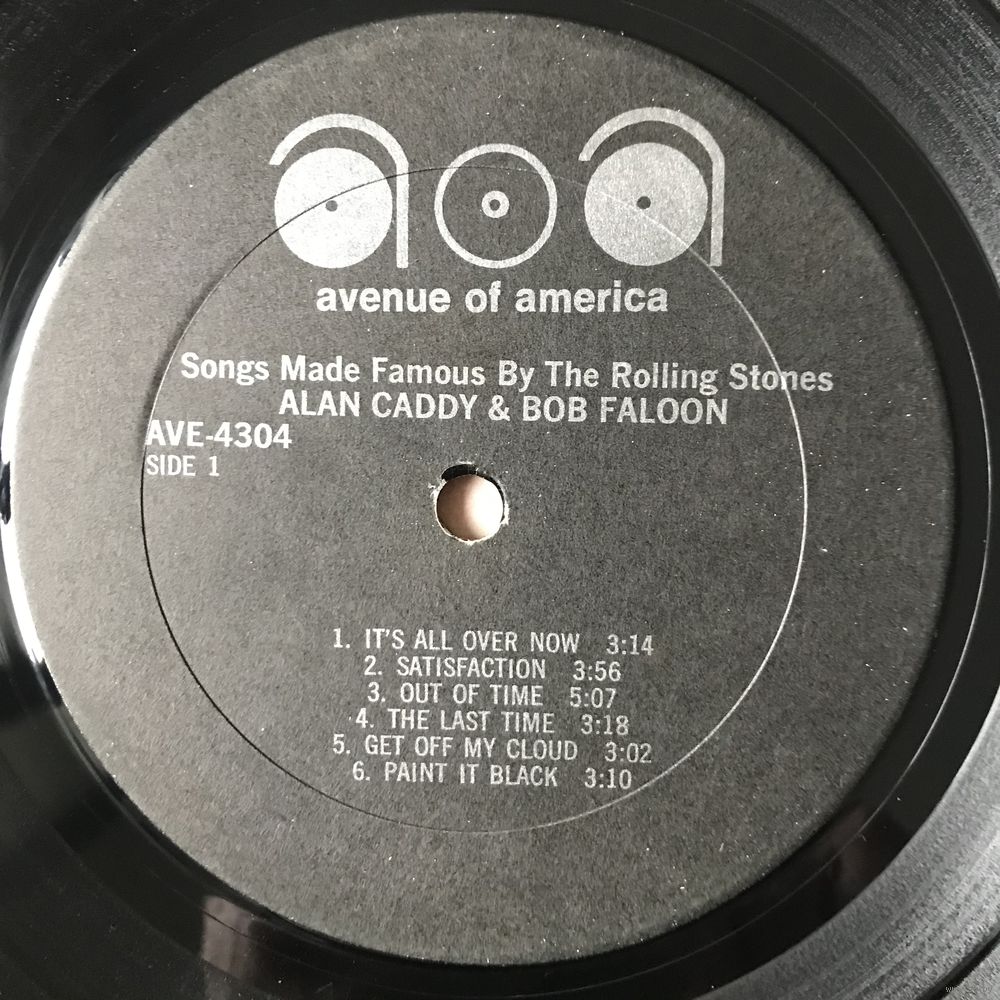 aoa
avenue of america
Songs Made Famous By The Rolling Stones
ALAN CADDY & BOB FALOON
AVE-4304
SIDE 1
1. IT'S ALL OVER NOW 3:14
2. SATISFACTION 3:56
3. OUT OF TIME 5:07
4. THE LAST TIME 3:18
5. GET OFF MY CLOUD 3:02
6. PAINT IT BLACK 3:10